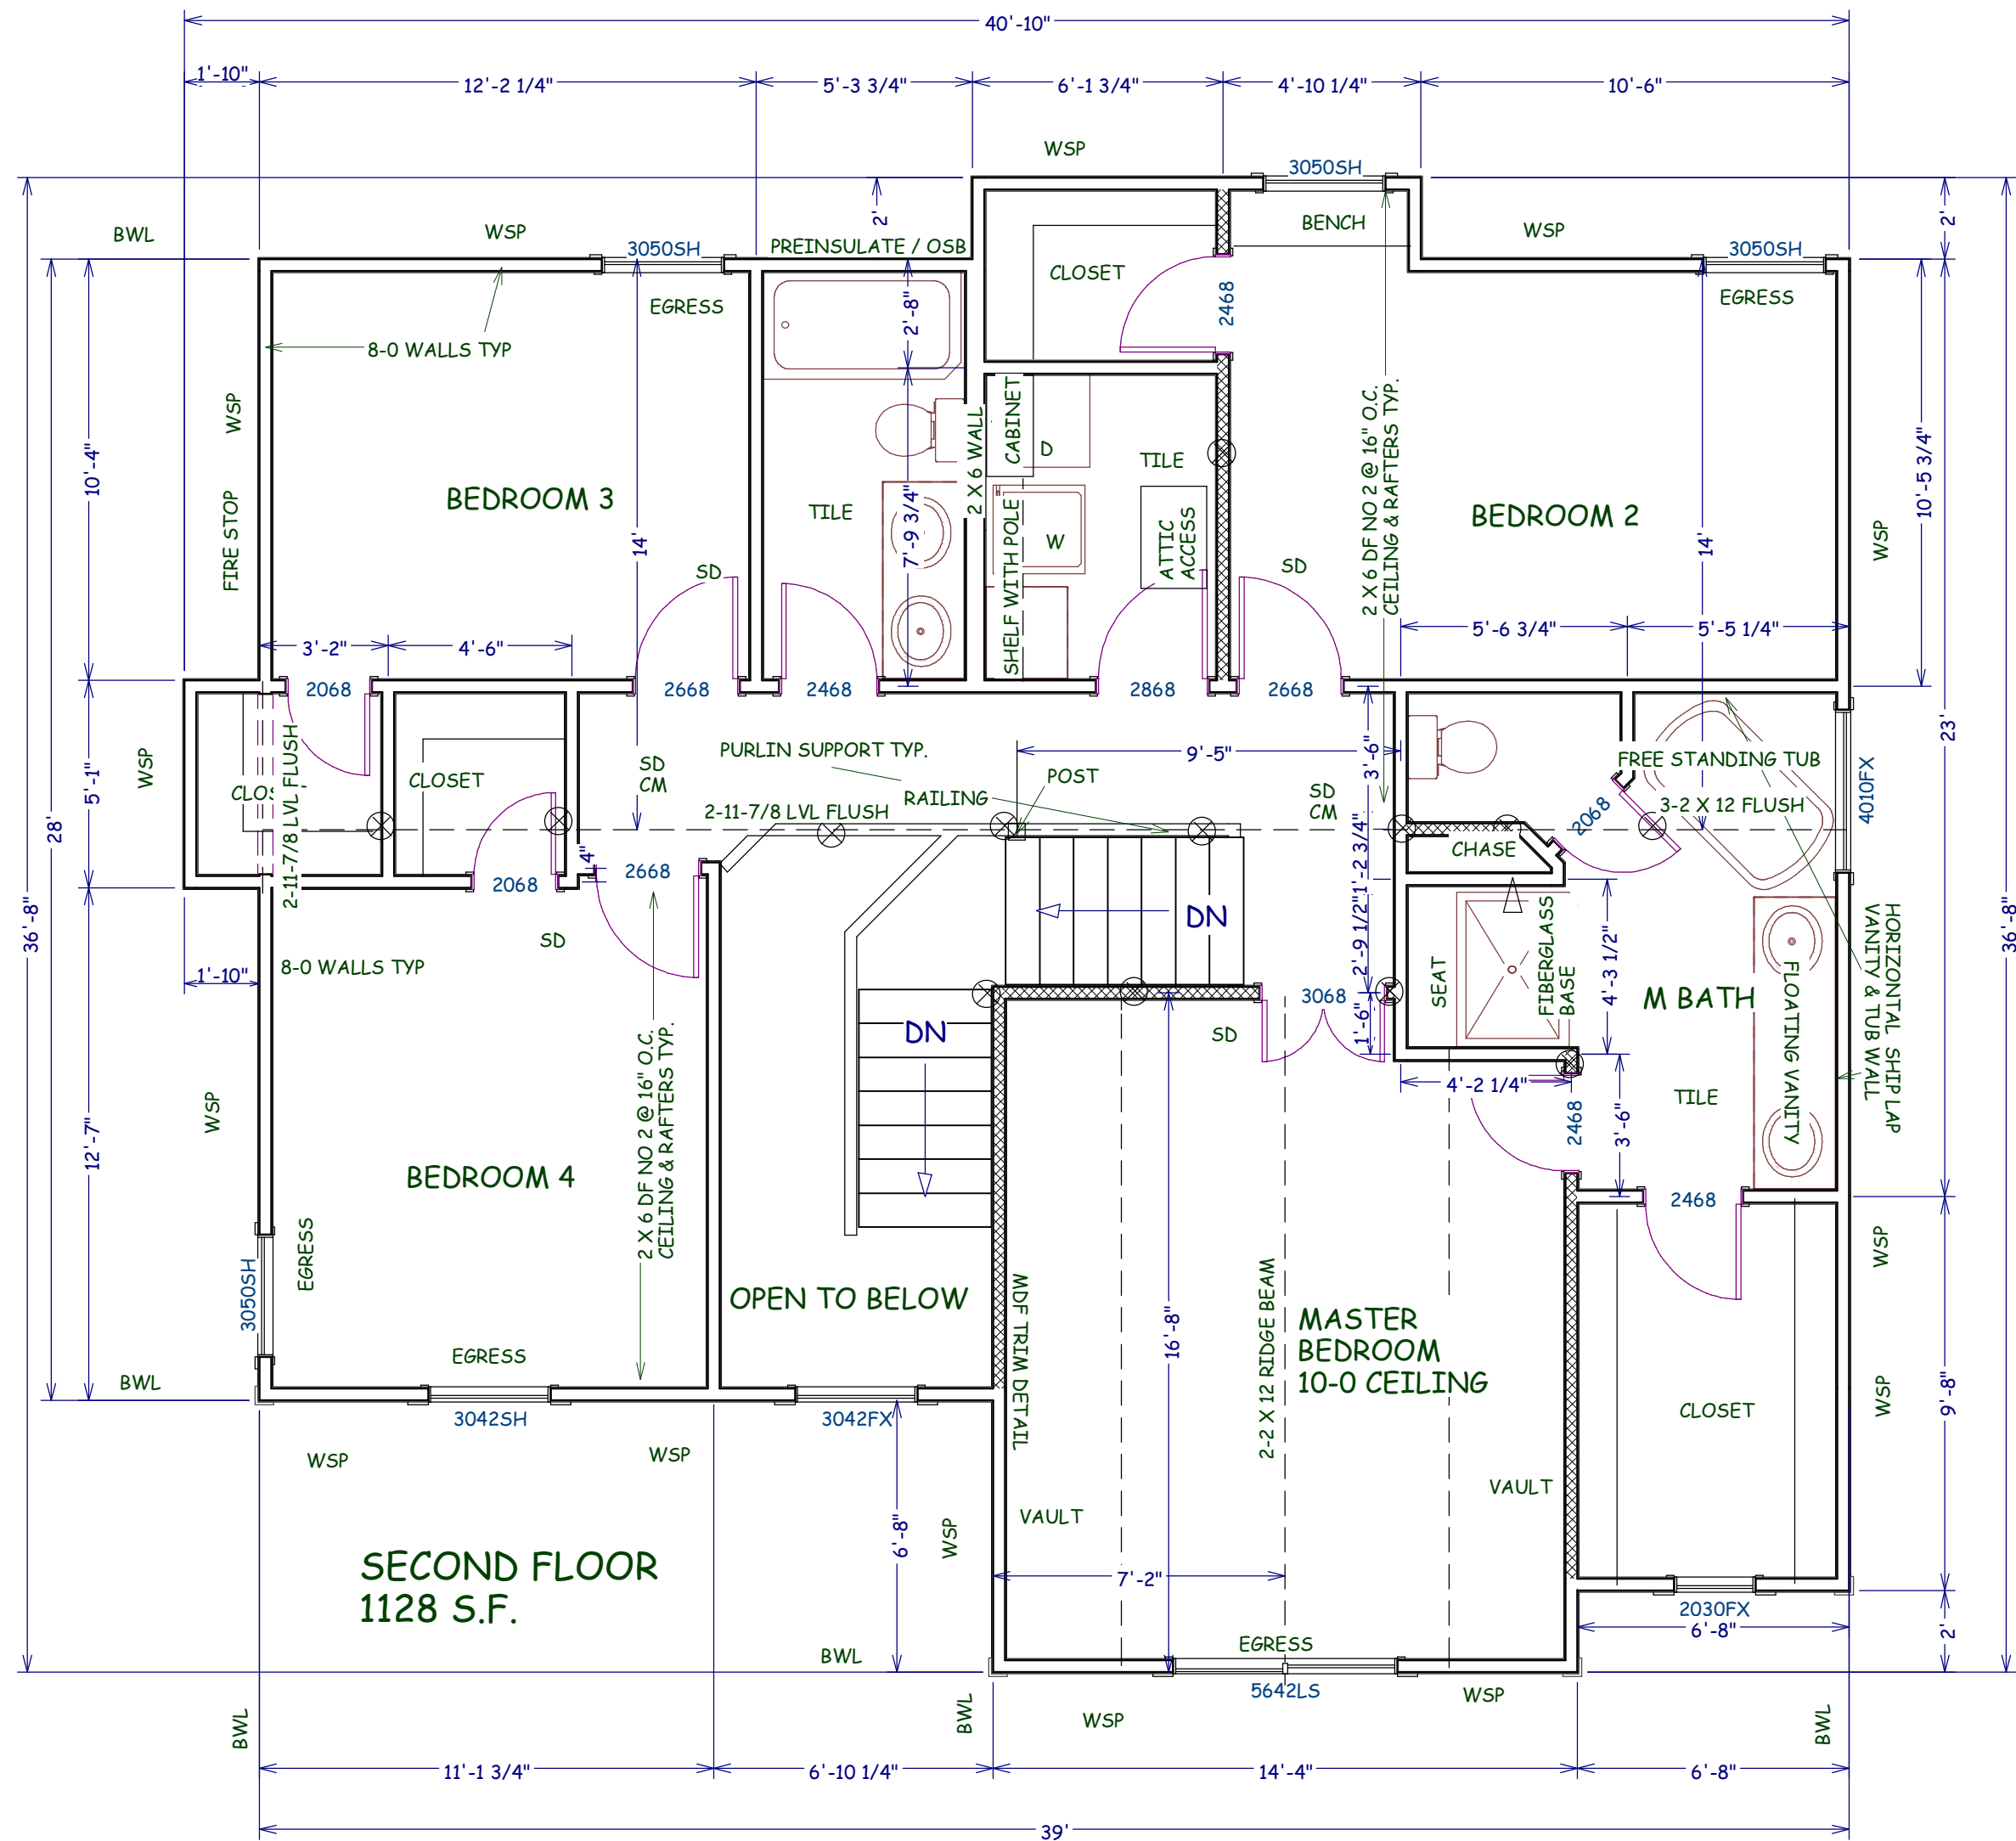 40'-10"
1'-10"
12'-2 1/4"
5'-3 3/4"
6'-1 3/4"
4'-10 1/4"
10'-6"
WSP
3050SH
2'
2'
BWL
WSP
3050SH
PREINSULATE / OSB
BENCH
WSP
3050SH
CLOSET
EGRESS
EGRESS
2'-8"
2468
8-0 WALLS TYP
WSP
10'-4"
FIRE STOP
BEDROOM 3
14'
TILE
7'-9 3/4"
2 X 6 WALL
CABINET
D
TILE
SHELF WITH POLE
W
ATTIC
ACCESS
2 X 6 DF NO 2 @ 16" O.C.
CEILING & RAFTERS TYP.
BEDROOM 2
14'
10'-5 3/4"
WSP
SD
SD
3'-2"
4'-6"
5'-6 3/4"
5'-5 1/4"
2068
2668
2468
2868
2668
23'
WSP
5'-1"
2-11-7/8 LVL FLUSH
CLOSET
SD
CM
PURLIN SUPPORT TYP.
9'-5"
POST
RAILING
2-11-7/8 LVL FLUSH
SD
CM
3'-6"
FREE STANDING TUB
3-2 X 12 FLUSH
2068
4010FX
28'
36'-8"
36'-8"
CHASE
1'-2 3/4"
4"
2668
2068
DN
2'-9 1/2"
SEAT
FIBERGLASS
BASE
4'-3 1/2"
HORIZONTAL SHIP LAP
VANITY & TUB WALL
SD
8-0 WALLS TYP
1'-10"
3068
M BATH
FLOATING VANITY
DN
SD
1'-6"
4'-2 1/4"
WSP
12'-7"
2 X 6 DF NO 2 @ 16" O.C.
CEILING & RAFTERS TYP.
2468
3'-6"
TILE
BEDROOM 4
2468
EGRESS
3050SH
OPEN TO BELOW
MDF TRIM DETAIL
16'-8"
2-2 X 12 RIDGE BEAM
MASTER
BEDROOM
10-0 CEILING
WSP
WSP
9'-8"
EGRESS
BWL
3042SH
3042FX
CLOSET
WSP
WSP
VAULT
VAULT
WSP
6'-8"
SECOND FLOOR
1128 S.F.
7'-2"
2030FX
6'-8"
2'
BWL
EGRESS
5642LS
WSP
WSP
BWL
BWL
BWL
11'-1 3/4"
6'-10 1/4"
14'-4"
6'-8"
39'